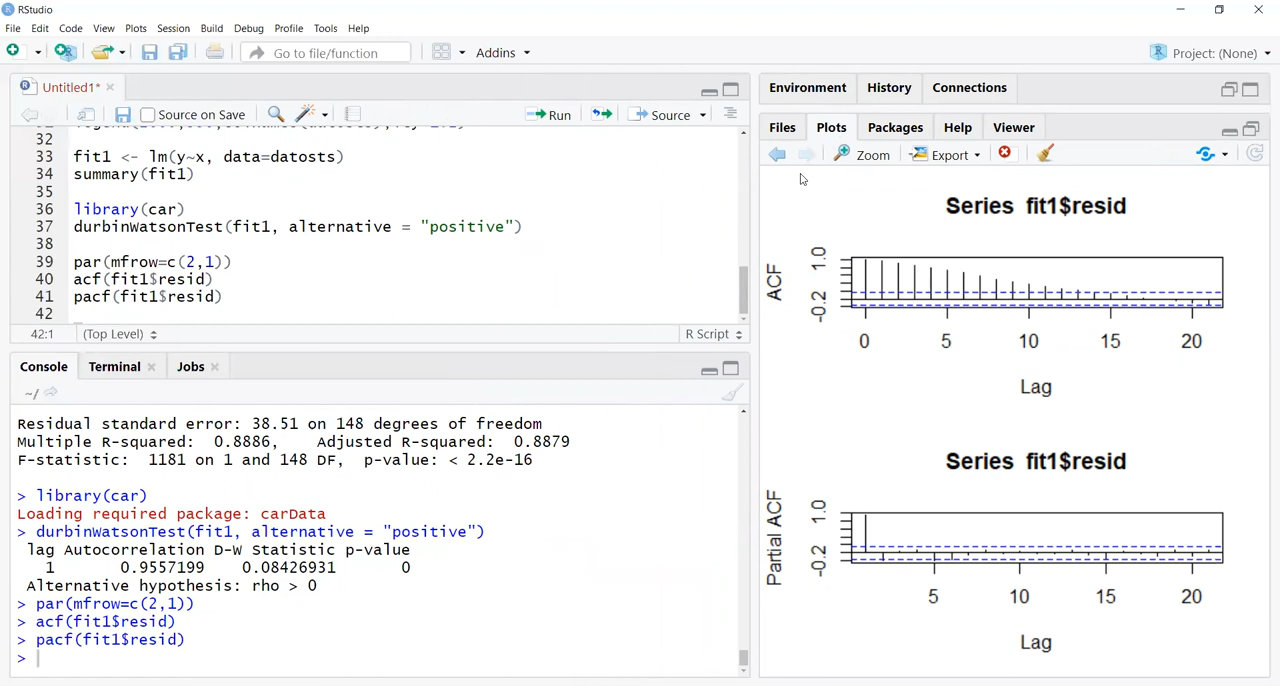 RStudio
File Edit Code View Plots Session Build Debug Profile Tools Help
Go to file/function Addins Project: (None)
Untitled1*
Source on Save Run Source
32
33 fit1 <- lm(y~x, data=datosts)
34 summary(fit1)
35
36 library(car)
37 durbinWatsonTest(fit1, alternative = "positive")
38
39 par(mfrow=c(2,1))
40 acf(fit1$resid)
41 pacf(fit1$resid)
42
42:1 (Top Level) R Script
Console Terminal Jobs
~/
Residual standard error: 38.51 on 148 degrees of freedom
Multiple R-squared: 0.8886, Adjusted R-squared: 0.8879
F-statistic: 1181 on 1 and 148 DF, p-value: < 2.2e-16
> library(car)
Loading required package: carData
> durbinWatsonTest(fit1, alternative = "positive")
lag Autocorrelation D-W Statistic p-value
1 0.9557199 0.08426931 0
Alternative hypothesis: rho > 0
> par(mfrow=c(2,1))
> acf(fit1$resid)
> pacf(fit1$resid)
>
Environment History Connections
Files Plots Packages Help Viewer
Zoom Export
Series fit1$resid
ACF
1.0
-0.2
0 5 10 15 20
Lag
Series fit1$resid
Partial ACF
1.0
-0.2
5 10 15 20
Lag